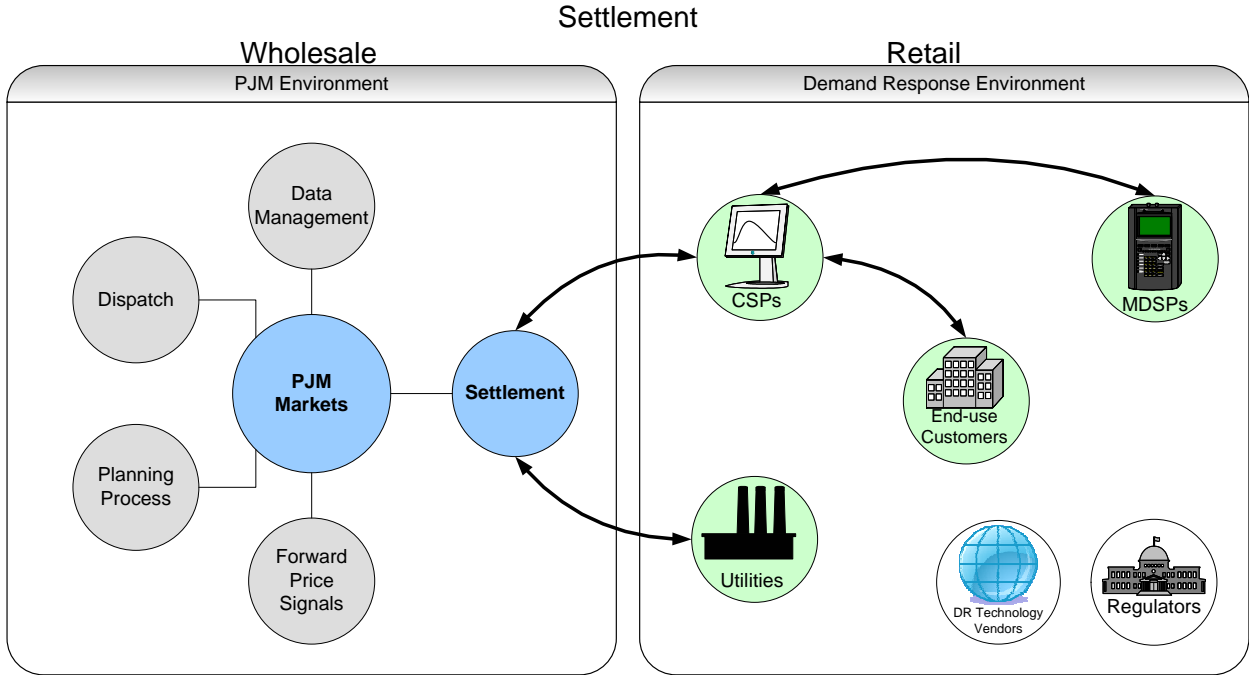 Settlement
Wholesale
Retail
PJM Environment
Demand Response Environment
Data
Management
Dispatch
PJM
Markets
Settlement
Planning
Process
Forward
Price
Signals
CSPs
MDSPs
End-use
Customers
Utilities
DR Technology
Vendors
Regulators